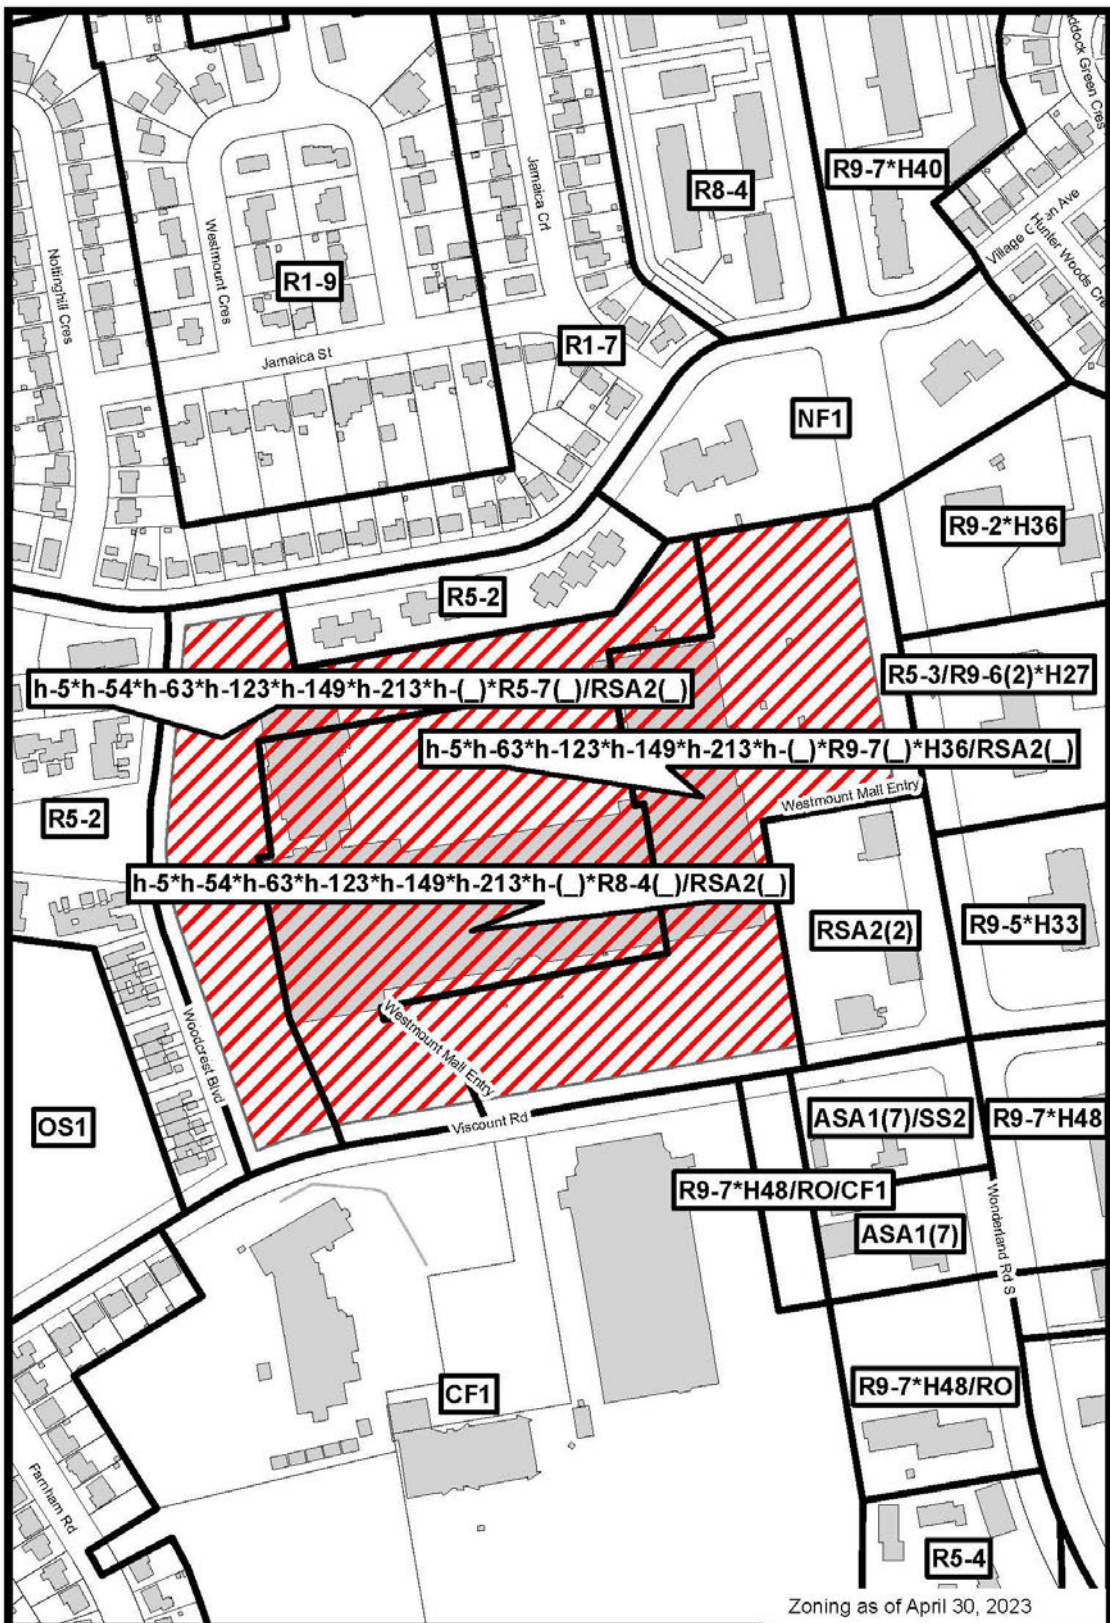 Nottinghill Cres
Westmount Cres
Jamaica St
Jamaica Crt
R1-9
R1-7
R8-4
R9-7*H40
Hunter Woods Cre
NF1
R9-2*H36
R5-2
h-5*h-54*h-63*h-123*h-149*h-213*h-(_)*R5-7(_)/RSA2(_)
R5-3/R9-6(2)*H27
h-5*h-63*h-123*h-149*h-213*h-(_)*R9-7(_)*H36/RSA2(_)
Westmount Mall Entry
R5-2
h-5*h-54*h-63*h-123*h-149*h-213*h-(_)*R8-4(_)/RSA2(_)
RSA2(2)
R9-5*H33
Woodcrest Blvd
Westmount Mall Entry
Viscount Rd
OS1
ASA1(7)/SS2
R9-7*H48
R9-7*H48/RO/CF1
ASA1(7)
Wonderland Rd S
R9-7*H48/RO
CF1
Farnham Rd
R5-4
Zoning as of April 30, 2023